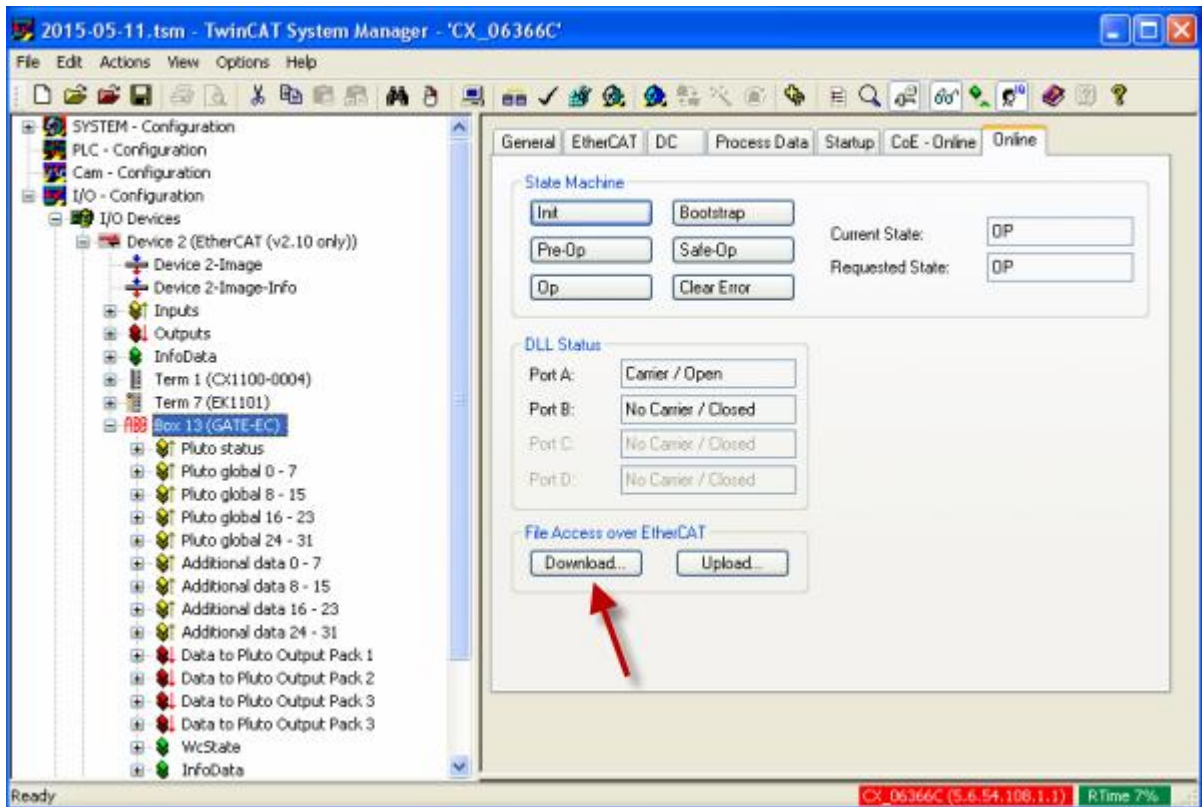 2015-05-11.tsm - TwinCAT System Manager - 'CX_06366C'
File Edit Actions View Options Help
SYSTEM - Configuration
PLC - Configuration
Cam - Configuration
I/O - Configuration
I/O Devices
Device 2 (EtherCAT (v2.10 only))
Device 2-Image
Device 2-Image-Info
Inputs
Outputs
InfoData
Term 1 (CX1100-0004)
Term 7 (EK1101)
ABB Box 13 (GATE-EC)
Pluto status
Pluto global 0 - 7
Pluto global 8 - 15
Pluto global 16 - 23
Pluto global 24 - 31
Additional data 0 - 7
Additional data 8 - 15
Additional data 16 - 23
Additional data 24 - 31
Data to Pluto Output Pack 1
Data to Pluto Output Pack 2
Data to Pluto Output Pack 3
Data to Pluto Output Pack 3
WcState
InfoData
General EtherCAT DC Process Data Startup CoE - Online Online
State Machine
Init Bootstrap
Pre-Op Safe-Op
Op Clear Error
Current State: OP
Requested State: OP
DLL Status
Port A: Carrier / Open
Port B: No Carrier / Closed
Port C: No Carrier / Closed
Port D: No Carrier / Closed
File Access over EtherCAT
Download... Upload...
Ready CX_06366C (5.6.54.108.1.1) RTime 7%